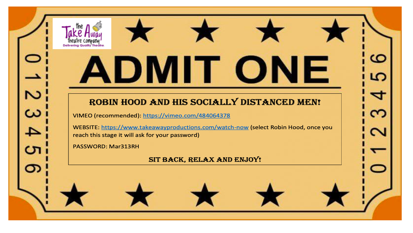 The
Take Away
theatre company
Delivering Quality Theatre
ADMIT ONE
0123456
ROBIN HOOD AND HIS SOCIALLY DISTANCED MEN!
VIMEO (recommended): https://vimeo.com/484064378
WEBSITE: https://www.takeawayproductions.com/watch-now (select Robin Hood, once you
reach this stage it will ask for your password)
PASSWORD: Mar313RH
SIT BACK, RELAX AND ENJOY!
0123456